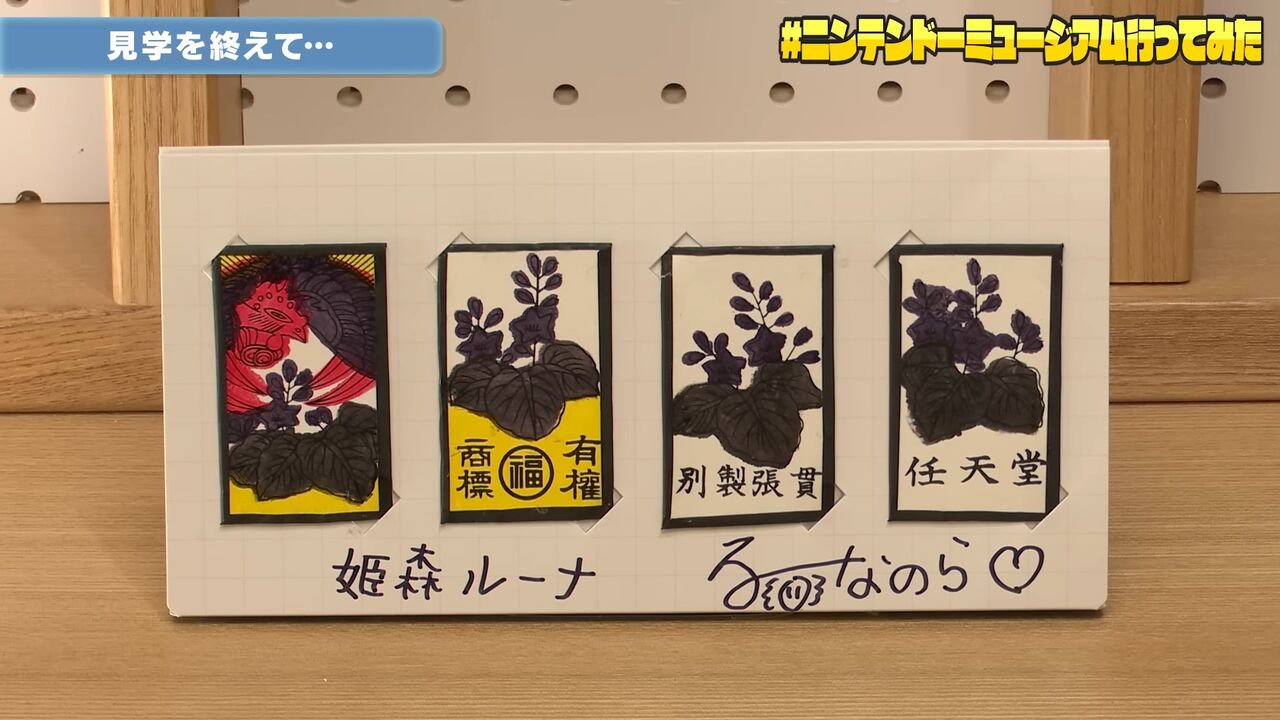 見学を終えて…
#ニンテンドーミュージアム行ってみた
商標 福 有權
別製張貫
任天堂
姫森ルーナ
るなのら♡